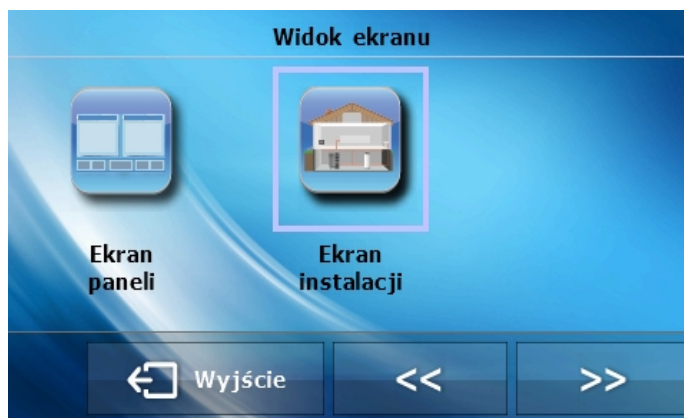 Widok ekranu
Ekran
paneli
Ekran
instalacji
Wyjście
<<
>>